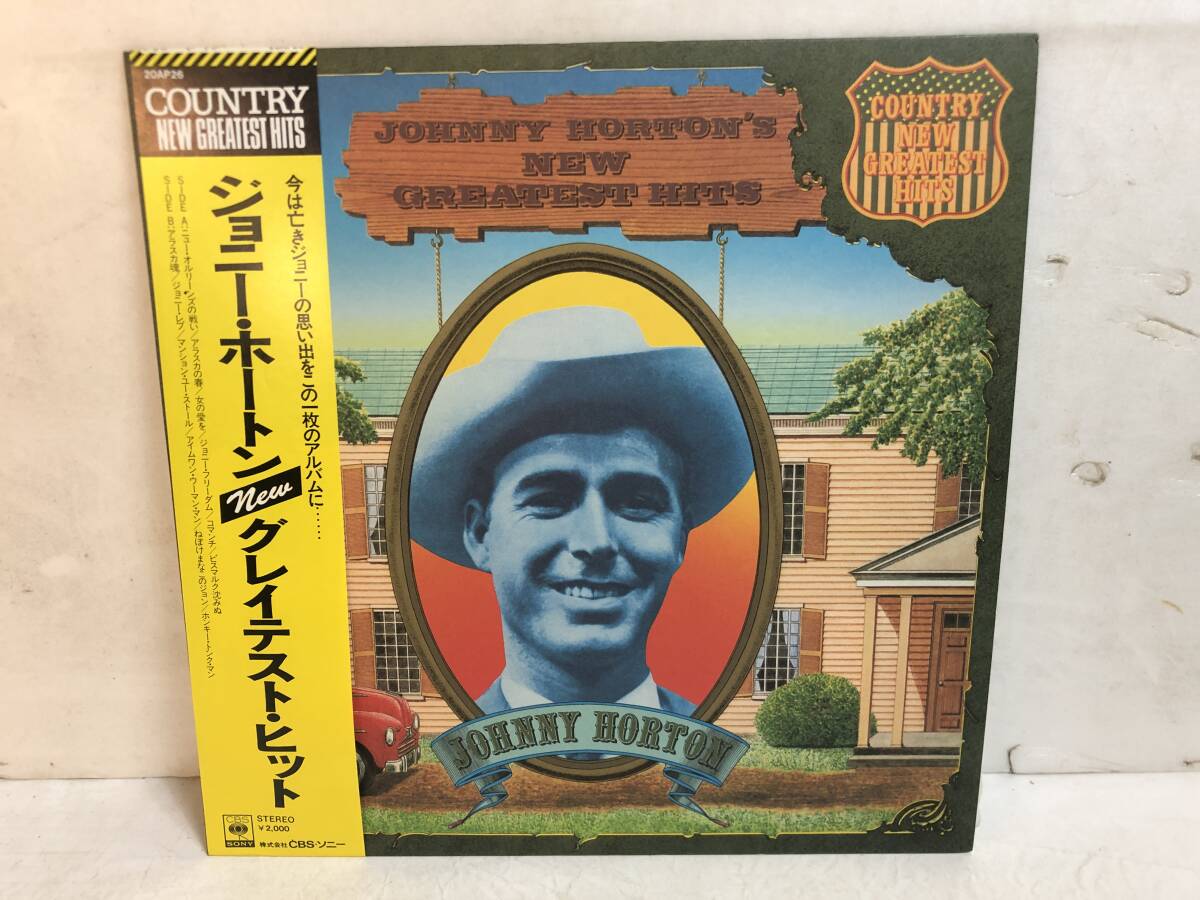 20AP26
COUNTRY
NEW GREATEST HITS
今は亡きジョニーの思い出をこの一枚のアルバムに……
ジョニー・ホートン New グレイテスト・ヒット
SIDE A:ニュー・オルリーンズの戦い/アラスカの春/女の愛を/ジョニー・フリーダム/コマンチ/ビスマルク沈みぬ
SIDE B:アラスカ魂/ジョニー・レブ/マンション・ユー・ストール/アイムワン・ウーマン・マン/ねぼけまなこのジョン/ホンキー・トンク・マン
CBS
SONY
STEREO
¥2,000
株式会社 CBS・ソニー
JOHNNY HORTON'S
NEW
GREATEST HITS
COUNTRY
NEW
GREATEST
HITS
JOHNNY HORTON